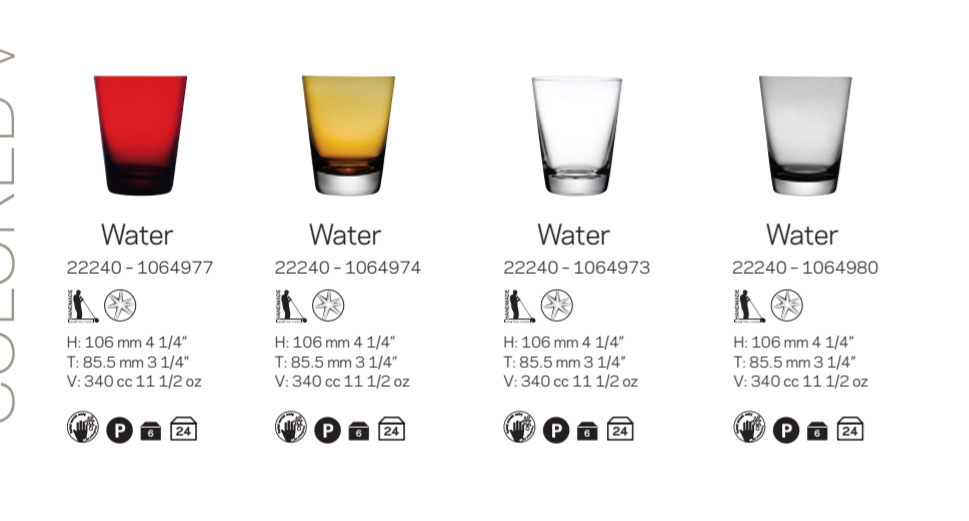 Water
22240 - 1064977
HANDMADE
H: 106 mm 4 1/4"
T: 85.5 mm 3 1/4"
V: 340 cc 11 1/2 oz
P 6 24
Water
22240 - 1064974
HANDMADE
H: 106 mm 4 1/4"
T: 85.5 mm 3 1/4"
V: 340 cc 11 1/2 oz
P 6 24
Water
22240 - 1064973
HANDMADE
H: 106 mm 4 1/4"
T: 85.5 mm 3 1/4"
V: 340 cc 11 1/2 oz
P 6 24
Water
22240 - 1064980
HANDMADE
H: 106 mm 4 1/4"
T: 85.5 mm 3 1/4"
V: 340 cc 11 1/2 oz
P 6 24